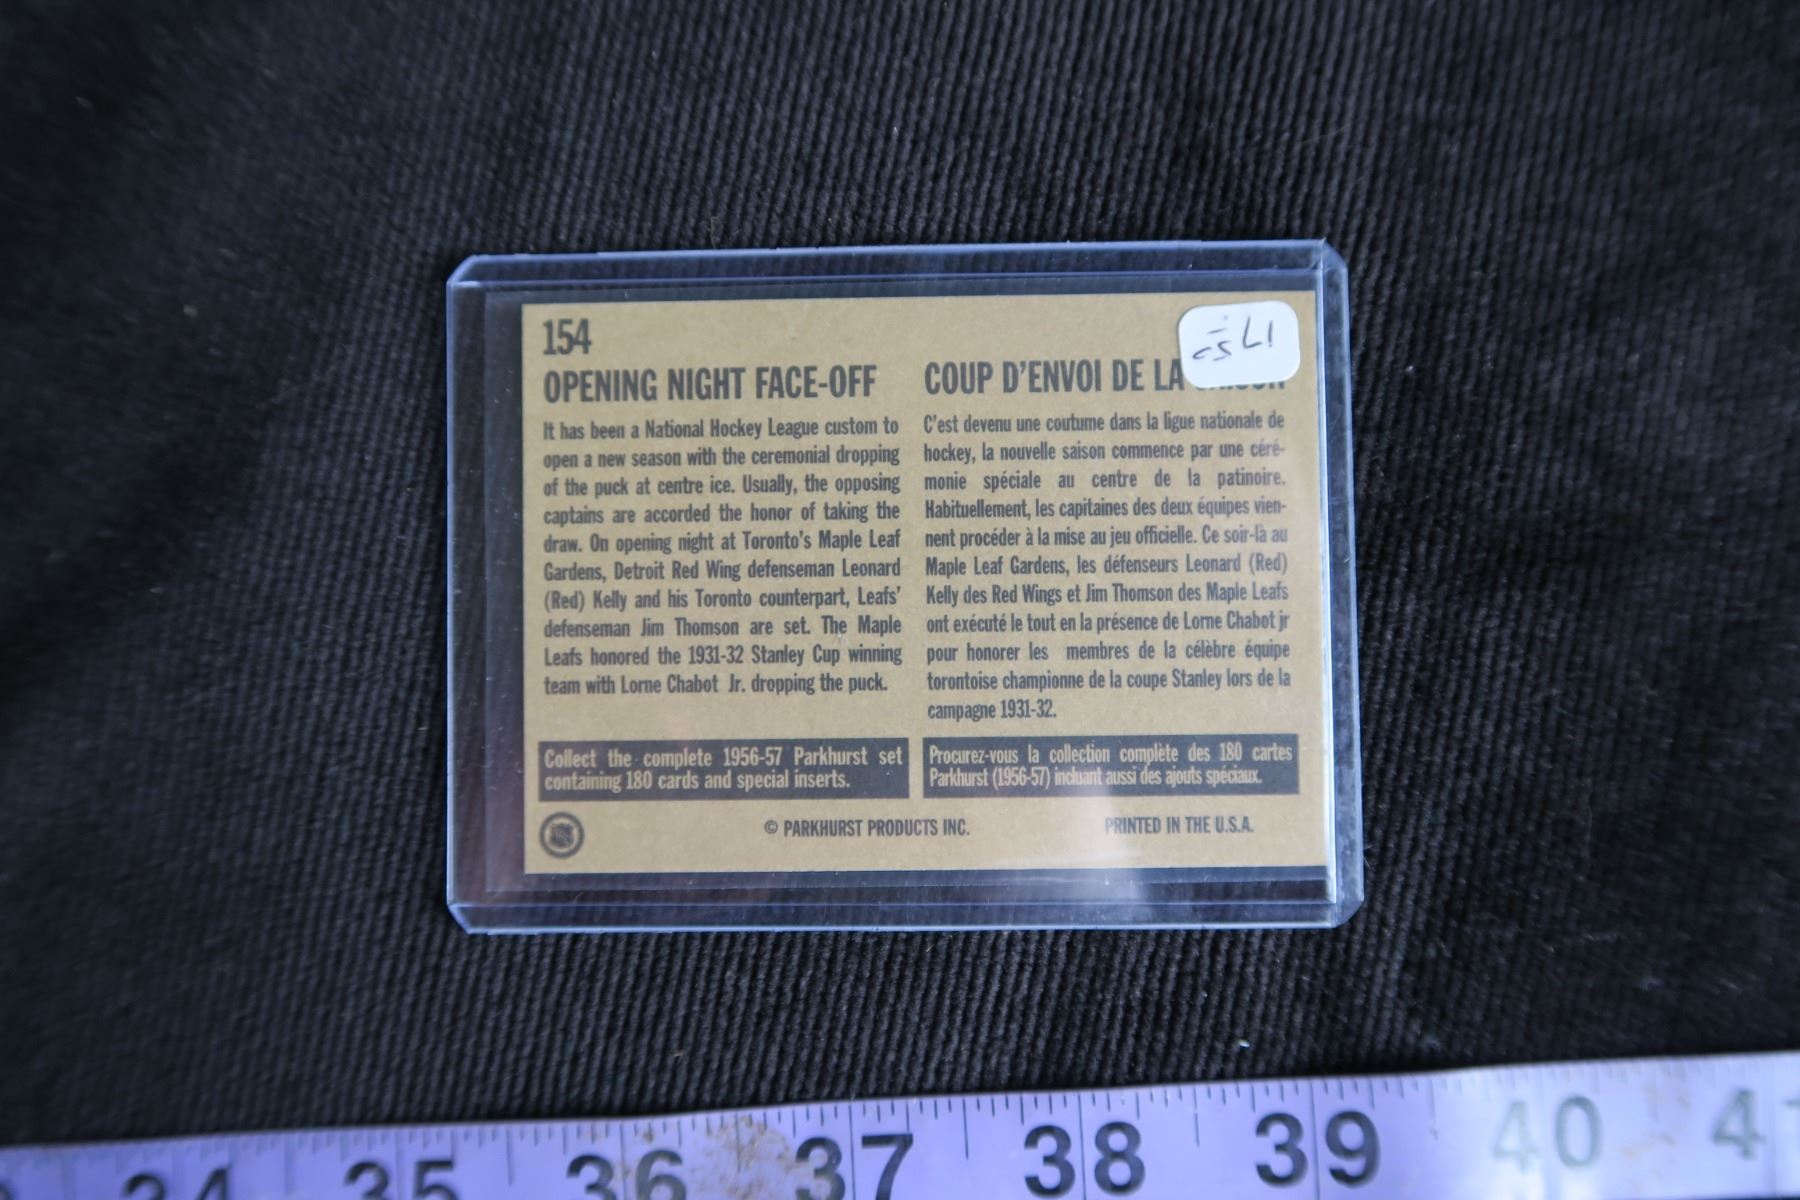 154
OPENING NIGHT FACE-OFF
It has been a National Hockey League custom to
open a new season with the ceremonial dropping
of the puck at centre ice. Usually, the opposing
captains are accorded the honor of taking the
draw. On opening night at Toronto's Maple Leaf
Gardens, Detroit Red Wing defenseman Leonard
(Red) Kelly and his Toronto counterpart, Leafs'
defenseman Jim Thomson are set. The Maple
Leafs honored the 1931-32 Stanley Cup winning
team with Lorne Chabot Jr. dropping the puck.
Collect the complete 1956-57 Parkhurst set
containing 180 cards and special inserts.
COUP D'ENVOI DE LA
C'est devenu une coutume dans la ligue nationale de
hockey, la nouvelle saison commence par une céré-
monie spéciale au centre de la patinoire.
Habituellement, les capitaines des deux équipes vien-
nent procéder à la mise au jeu officielle. Ce soir-là au
Maple Leaf Gardens, les défenseurs Leonard (Red)
Kelly des Red Wings et Jim Thomson des Maple Leafs
ont exécuté le tout en la présence de Lorne Chabot jr
pour honorer les membres de la célèbre équipe
torontoise championne de la coupe Stanley lors de la
campagne 1931-32.
Procurez-vous la collection complète des 180 cartes
Parkhurst (1956-57) incluant aussi des ajouts spéciaux.
© PARKHURST PRODUCTS INC.
PRINTED IN THE U.S.A.
34 35 36 37 38 39 40 41